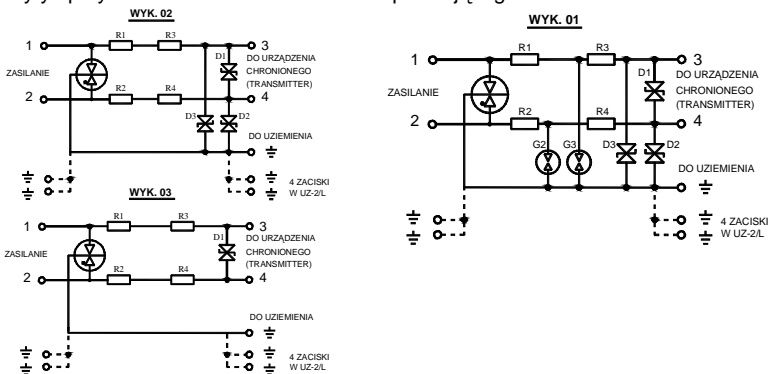 WYK. 02
R1 R3
1 3
D1 DO URZĄDZENIA
CHRONIONEGO
(TRANSMITTER)
ZASILANIE
R2 R4
2 4
D3 D2
DO UZIEMIENIA
4 ZACISKI
W UZ-2/L
WYK. 03
R1 R3
1 3
D1 DO URZĄDZENIA
CHRONIONEGO
(TRANSMITTER)
ZASILANIE
R2 R4
2 4
DO UZIEMIENIA
4 ZACISKI
W UZ-2/L
WYK. 01
R1 R3
1 3
D1 DO URZĄDZENIA
CHRONIONEGO
(TRANSMITTER)
ZASILANIE
R2 R4
2 4
G2 G3 D3 D2
DO UZIEMIENIA
4 ZACISKI
W UZ-2/L